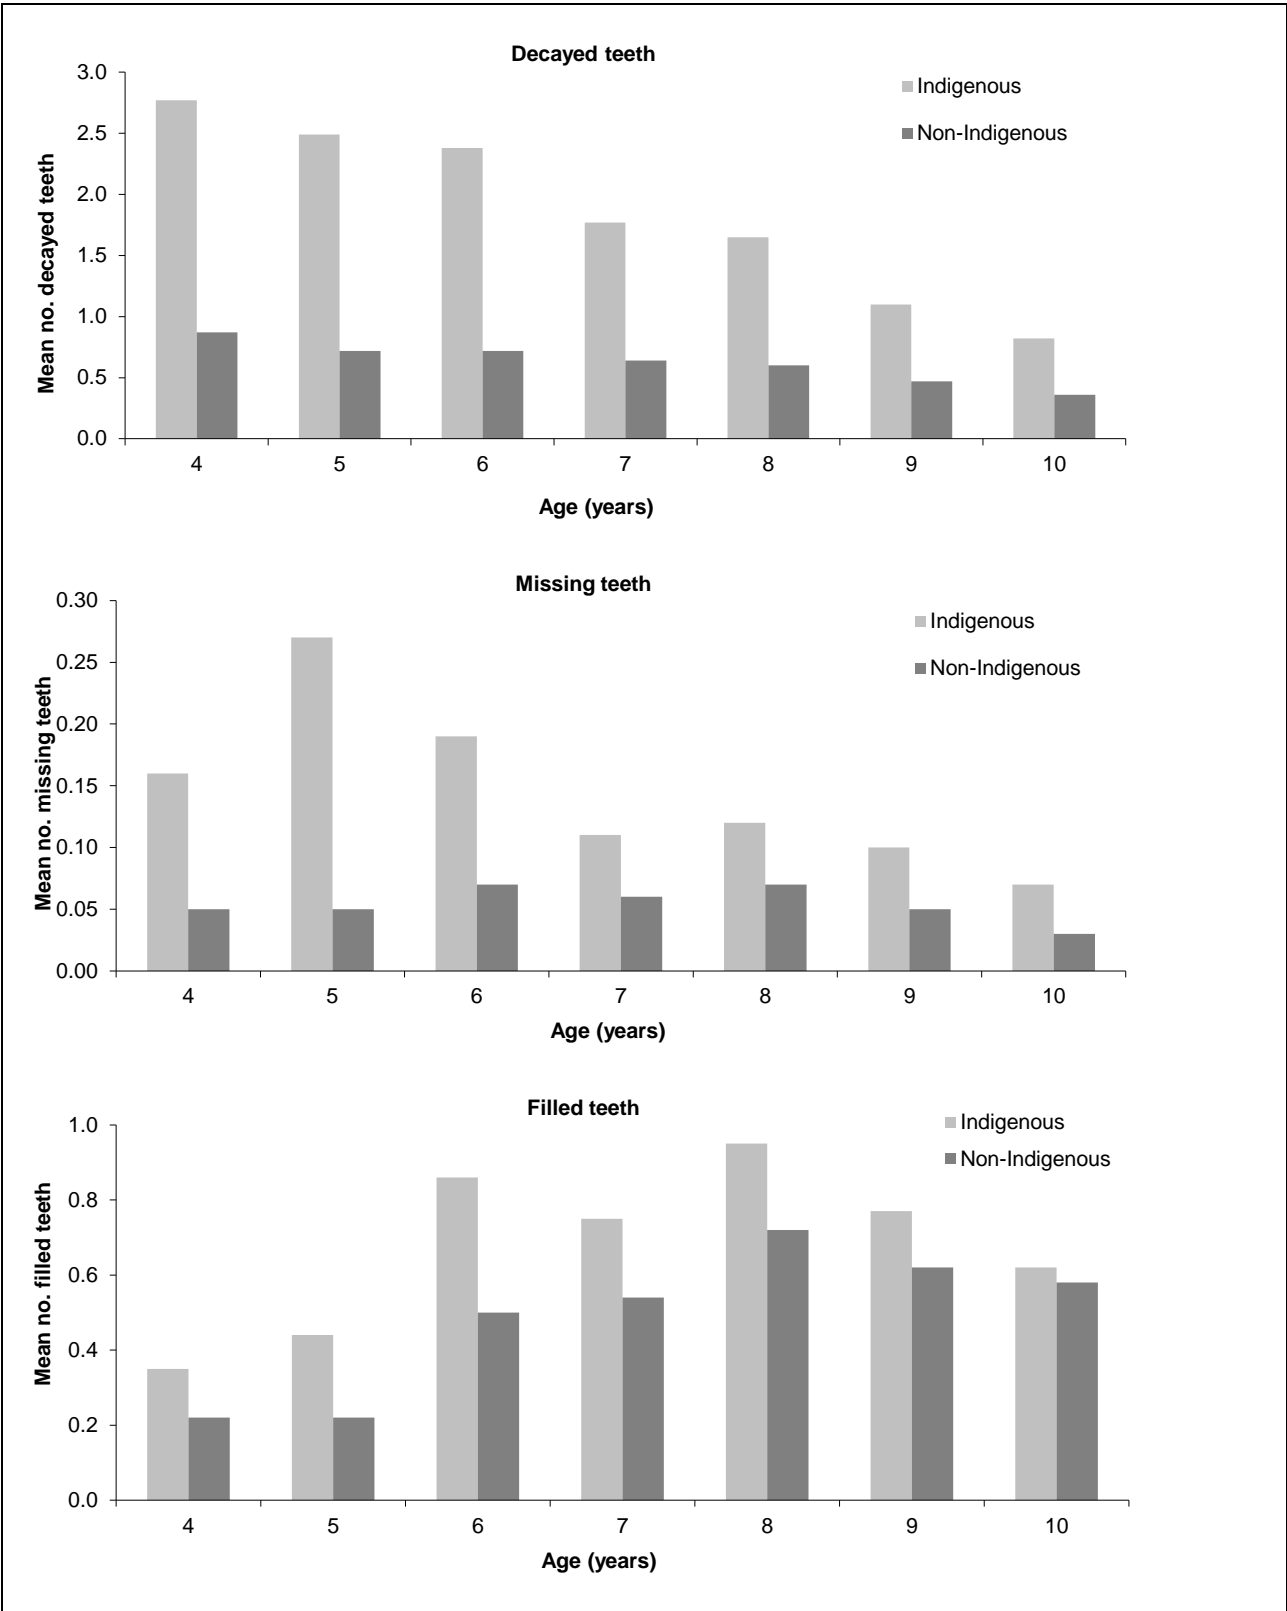 Decayed teeth
Indigenous
Non-Indigenous
Mean no. decayed teeth
3.0
2.5
2.0
1.5
1.0
0.5
0.0
4 5 6 7 8 9 10
Age (years)
Missing teeth
Indigenous
Non-Indigenous
Mean no. missing teeth
0.30
0.25
0.20
0.15
0.10
0.05
0.00
4 5 6 7 8 9 10
Age (years)
Filled teeth
Indigenous
Non-Indigenous
Mean no. filled teeth
1.0
0.8
0.6
0.4
0.2
0.0
4 5 6 7 8 9 10
Age (years)